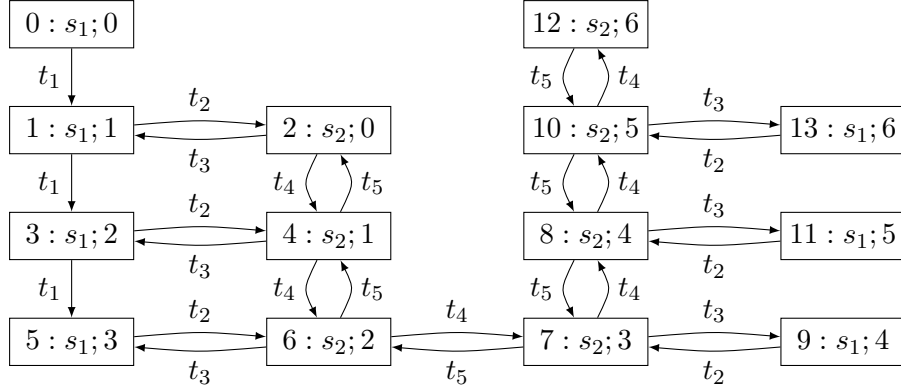 0 : s₁; 0
12 : s₂; 6
t₁
t₅
t₄
1 : s₁; 1
t₂
t₃
2 : s₂; 0
10 : s₂; 5
t₃
t₂
13 : s₁; 6
t₁
t₄
t₅
t₅
t₄
3 : s₁; 2
t₂
t₃
4 : s₂; 1
8 : s₂; 4
t₃
t₂
11 : s₁; 5
t₁
t₄
t₅
t₅
t₄
5 : s₁; 3
t₂
t₃
6 : s₂; 2
t₄
t₅
7 : s₂; 3
t₃
t₂
9 : s₁; 4